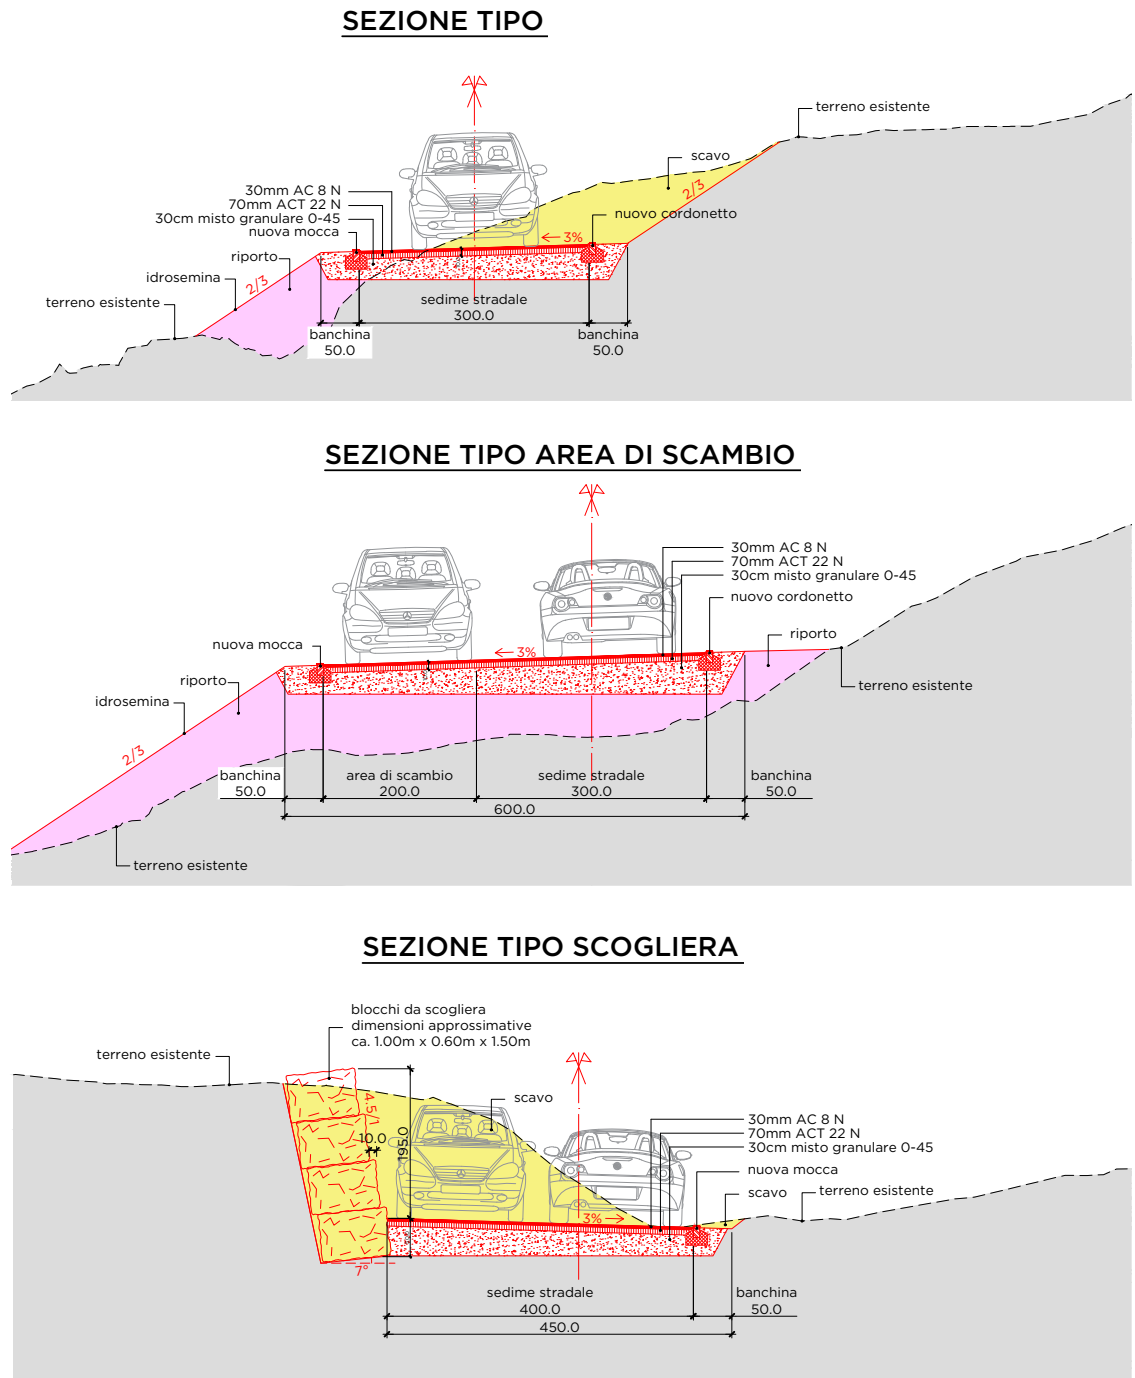 SEZIONE TIPO
terreno esistente
scavo
2/3
30mm AC 8 N
70mm ACT 22 N
30cm misto granulare 0-45
nuova mocca
nuovo cordonetto
3%
riporto
idrosemina
2/3
terreno esistente
sedime stradale
300.0
banchina
50.0
banchina
50.0
SEZIONE TIPO AREA DI SCAMBIO
30mm AC 8 N
70mm ACT 22 N
30cm misto granulare 0-45
nuovo cordonetto
riporto
nuova mocca
3%
riporto
terreno esistente
idrosemina
2/3
banchina
50.0
area di scambio
200.0
sedime stradale
300.0
banchina
50.0
600.0
terreno esistente
SEZIONE TIPO SCOGLIERA
blocchi da scogliera
dimensioni approssimative
ca. 1.00m x 0.60m x 1.50m
terreno esistente
scavo
4.5/1
10.0
195.0
30mm AC 8 N
70mm ACT 22 N
30cm misto granulare 0-45
nuova mocca
scavo
terreno esistente
3%
7°
sedime stradale
400.0
banchina
50.0
450.0